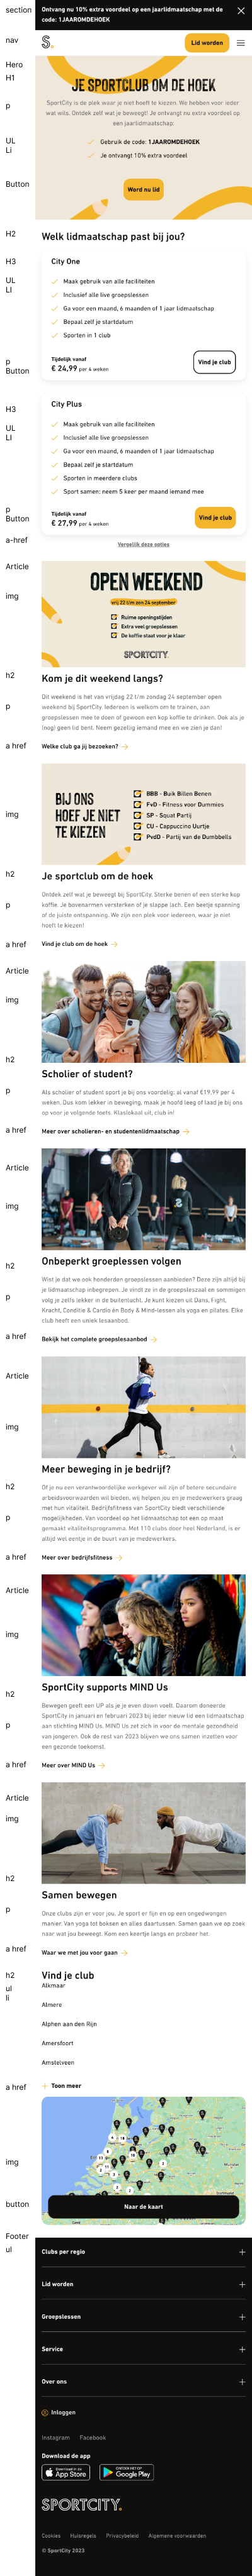 section
Ontvang nu 10% extra voordeel op een jaarlidmaatschap met de
code: 1JAAROMDEHOEK
nav
S.
Lid worden
Hero
H1
JE SPORTCLUB OM DE HOEK
p
SportCity is die plek waar je niet hoeft te kiezen. We hebben voor ieder
wat wils. Ontdek zelf wat je beweegt! Je ontvangt nu extra voordeel op
een jaarlidmaatschap:
UL
Li
Gebruik de code: 1JAAROMDEHOEK
Je ontvangt 10% extra voordeel
Button
Word nu lid
H2
Welk lidmaatschap past bij jou?
H3
City One
UL
LI
Maak gebruik van alle faciliteiten
Inclusief alle live groepslessen
Ga voor een maand, 6 maanden of 1 jaar lidmaatschap
Bepaal zelf je startdatum
Sporten in 1 club
p
Button
Tijdelijk vanaf
€ 24,99 per 4 weken
Vind je club
H3
City Plus
UL
LI
Maak gebruik van alle faciliteiten
Inclusief alle live groepslessen
Ga voor een maand, 6 maanden of 1 jaar lidmaatschap
Bepaal zelf je startdatum
Sporten in meerdere clubs
Sport samen: neem 5 keer per maand iemand mee
p
Button
Tijdelijk vanaf
€ 27,99 per 4 weken
Vind je club
a-href
Vergelijk deze opties
Article
img
OPEN WEEKEND
vrij 22 t/m zon 24 september
Ruime openingstijden
Extra veel groepslessen
De koffie staat voor je klaar
SPORTCITY
h2
Kom je dit weekend langs?
p
Dit weekend is het van vrijdag 22 t/m zondag 24 september open
weekend bij SportCity. Iedereen is welkom om te trainen, aan
groepslessen mee te doen of gewoon een kop koffie te drinken. Ook als je
(nog) geen lid bent. Neem gezellig iemand mee en we zien je dan!
a href
Welke club ga jij bezoeken?
img
BIJ ONS
HOEF JE NIET
TE KIEZEN
BBB - Buik Billen Benen
FvD - Fitness voor Dummies
SP - Squat Partij
CU - Cappuccino Uurtje
PvdD - Partij van de Dumbbells
h2
Je sportclub om de hoek
p
Ontdek zelf wat je beweegt bij SportCity. Sterke benen of een sterke kop
koffie. Je bovenarmen versterken of je slappe lach. Een beetje spanning
of de juiste ontspanning. We zijn een plek voor iedereen, waar je niet
hoeft te kiezen!
a href
Vind je club om de hoek
Article
img
h2
Scholier of student?
p
Als scholier of student sport je bij ons voordelig: al vanaf €19,99 per 4
weken. Dus kom lekker in beweging, maak je hoofd leeg of laad je bij ons
op voor je volgende toets. Klaslokaal uit, club in!
a href
Meer over scholieren- en studentenlidmaatschap
Article
img
h2
Onbeperkt groeplessen volgen
p
Wist je dat we ook honderden groepslessen aanbieden? Deze zijn altijd bij
je lidmaatschap inbegrepen. Je vindt ze in de groepslesstudio en sommigen
volg je zelfs lekker in de buitenlucht. Je kunt kiezen uit Dans, Fight,
Kracht, Conditie & Cardio én Body & Mind-lessen als yoga en pilates. Elke
club heeft een uniek lesaanbod.
a href
Bekijk het complete groepslesaanbod
Article
img
h2
Meer beweging in je bedrijf?
p
Of je nu een verantwoordelijke werkgever wil zijn of betere secundaire
arbeidsvoorwaarden wil bieden, wij helpen jou en je medewerkers graag
met hun vitaliteit. Bedrijfsfitness van SportCity biedt verschillende
mogelijkheden. Van voordeel op het lidmaatschap tot een op maat
gemaakt vitaliteitsprogramma. Met 110 clubs door heel Nederland, is er
altijd wel eentje in de buurt van je medewerkers.
a href
Meer over bedrijfsfitness
Article
img
h2
SportCity supports MIND Us
p
Bewegen geeft een UP als je je even down voelt. Daarom doneerde
SportCity in januari en februari 2023 bij ieder nieuw lid een lidmaatschap
aan stichting MIND Us. MIND Us zet zich in voor de mentale gezondheid
van jongeren. Ook de rest van 2023 blijven we ons samen inzetten voor
een gezonde toekomst.
a href
Meer over MIND Us
Article
img
h2
Samen bewegen
p
Onze clubs zijn er voor jou. Je sport er fijn en op een ongedwongen
manier. Van yoga tot boksen en alles daartussen. Samen gaan we op zoek
naar wat jou beweegt. Kom een keertje langs en probeer het.
a href
Waar we met jou voor gaan
h2
Vind je club
ul
li
Alkmaar
Almere
Alphen aan den Rijn
Amersfoort
Amstelveen
a href
Toon meer
img
button
Naar de kaart
Footer
ul
Clubs per regio
Lid worden
Groepslessen
Service
Over ons
Inloggen
Instagram
Facebook
Download de app
App Store
Google Play
SPORTCITY.
Cookies
Huisregels
Privacybeleid
Algemene voorwaarden
© SportCity 2023